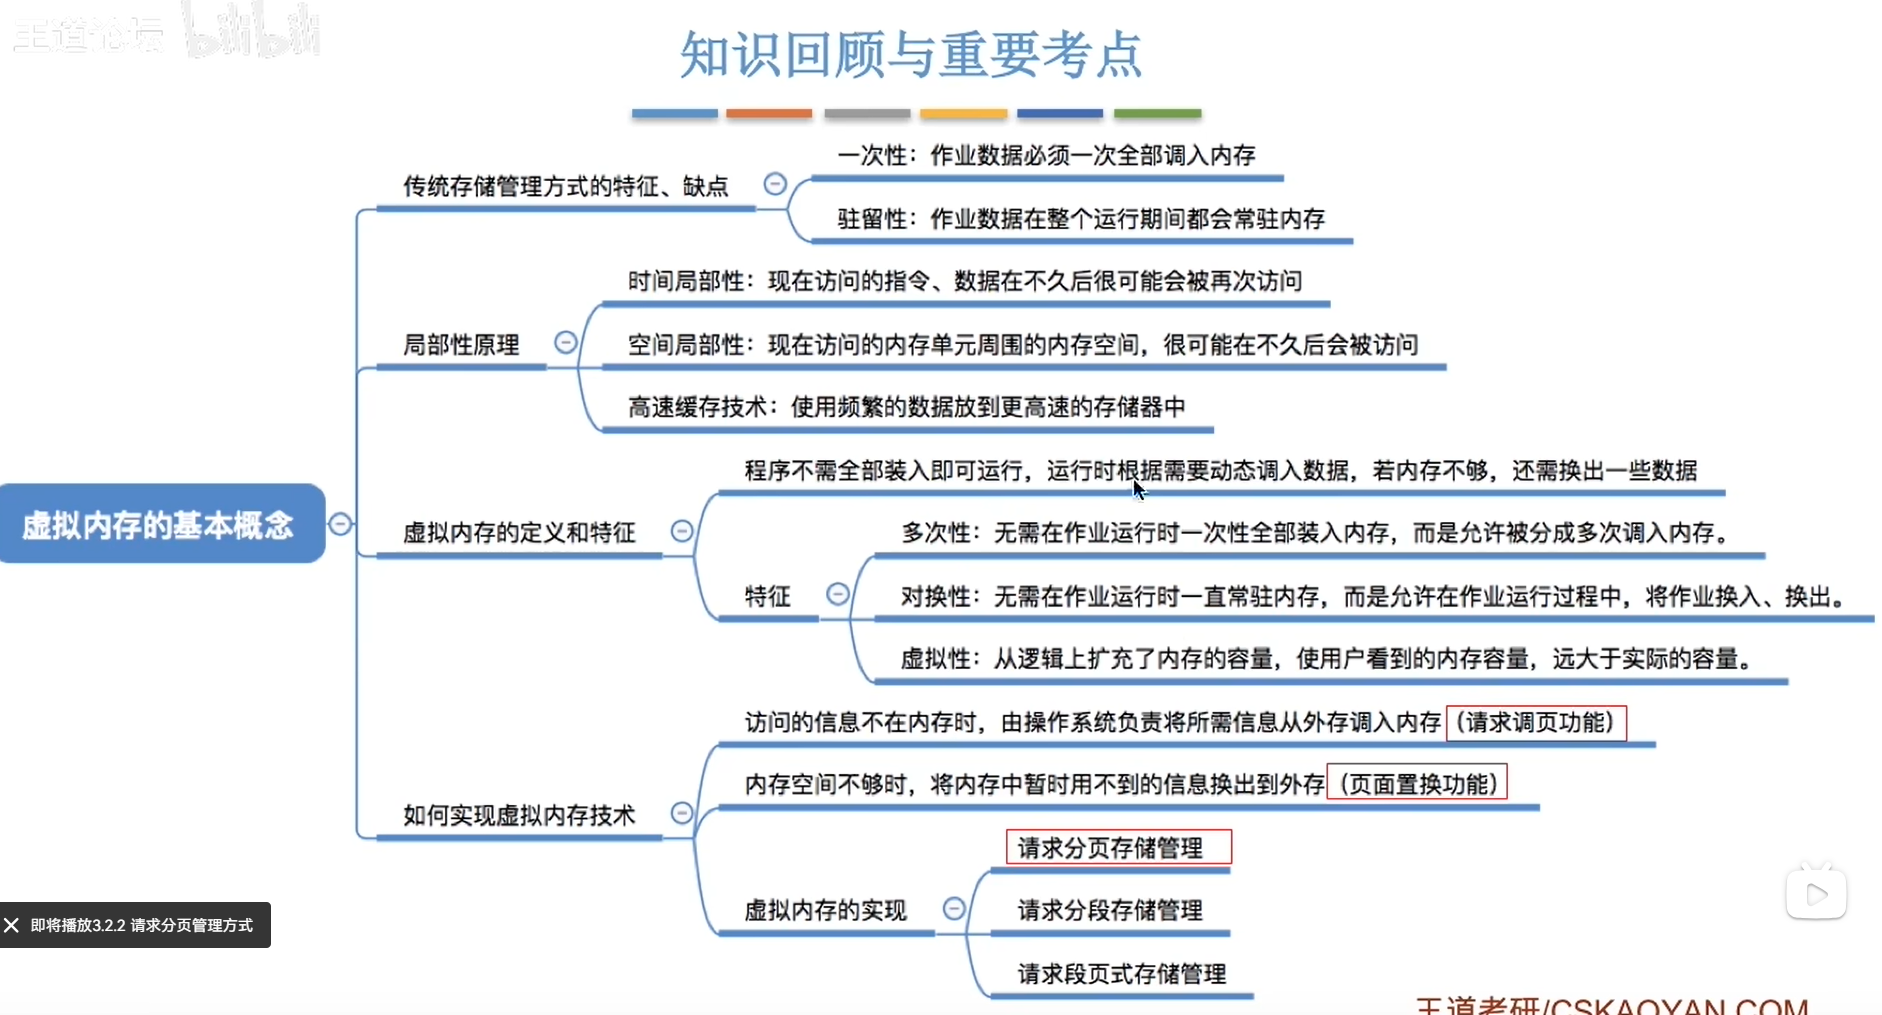 王道论坛 bilibili
知识回顾与重要考点
一次性：作业数据必须一次全部调入内存
传统存储管理方式的特征、缺点
驻留性：作业数据在整个运行期间都会常驻内存
时间局部性：现在访问的指令、数据在不久后很可能会被再次访问
局部性原理
空间局部性：现在访问的内存单元周围的内存空间，很可能在不久后会被访问
高速缓存技术：使用频繁的数据放到更高速的存储器中
虚拟内存的基本概念
程序不需全部装入即可运行，运行时根据需要动态调入数据，若内存不够，还需换出一些数据
虚拟内存的定义和特征
多次性：无需在作业运行时一次性全部装入内存，而是允许被分成多次调入内存。
特征
对换性：无需在作业运行时一直常驻内存，而是允许在作业运行过程中，将作业换入、换出。
虚拟性：从逻辑上扩充了内存的容量，使用户看到的内存容量，远大于实际的容量。
访问的信息不在内存时，由操作系统负责将所需信息从外存调入内存（请求调页功能）
内存空间不够时，将内存中暂时用不到的信息换出到外存（页面置换功能）
如何实现虚拟内存技术
请求分页存储管理
虚拟内存的实现
请求分段存储管理
请求段页式存储管理
即将播放3.2.2 请求分页管理方式
王道考研/CSKAOYAN.COM